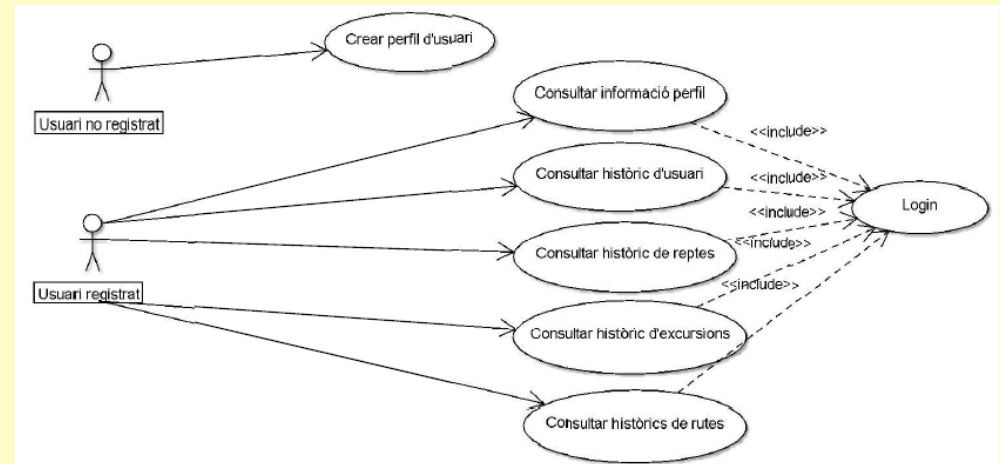 Crear perfil d'usuari
Usuari no registrat
Consultar informació perfil
<<include>>
Consultar històric d'usuari
<<include>>
Login
<<include>>
Consultar històric de reptes
<<include>>
Usuari registrat
<<include>>
Consultar històric d'excursions
Consultar històrics de rutes